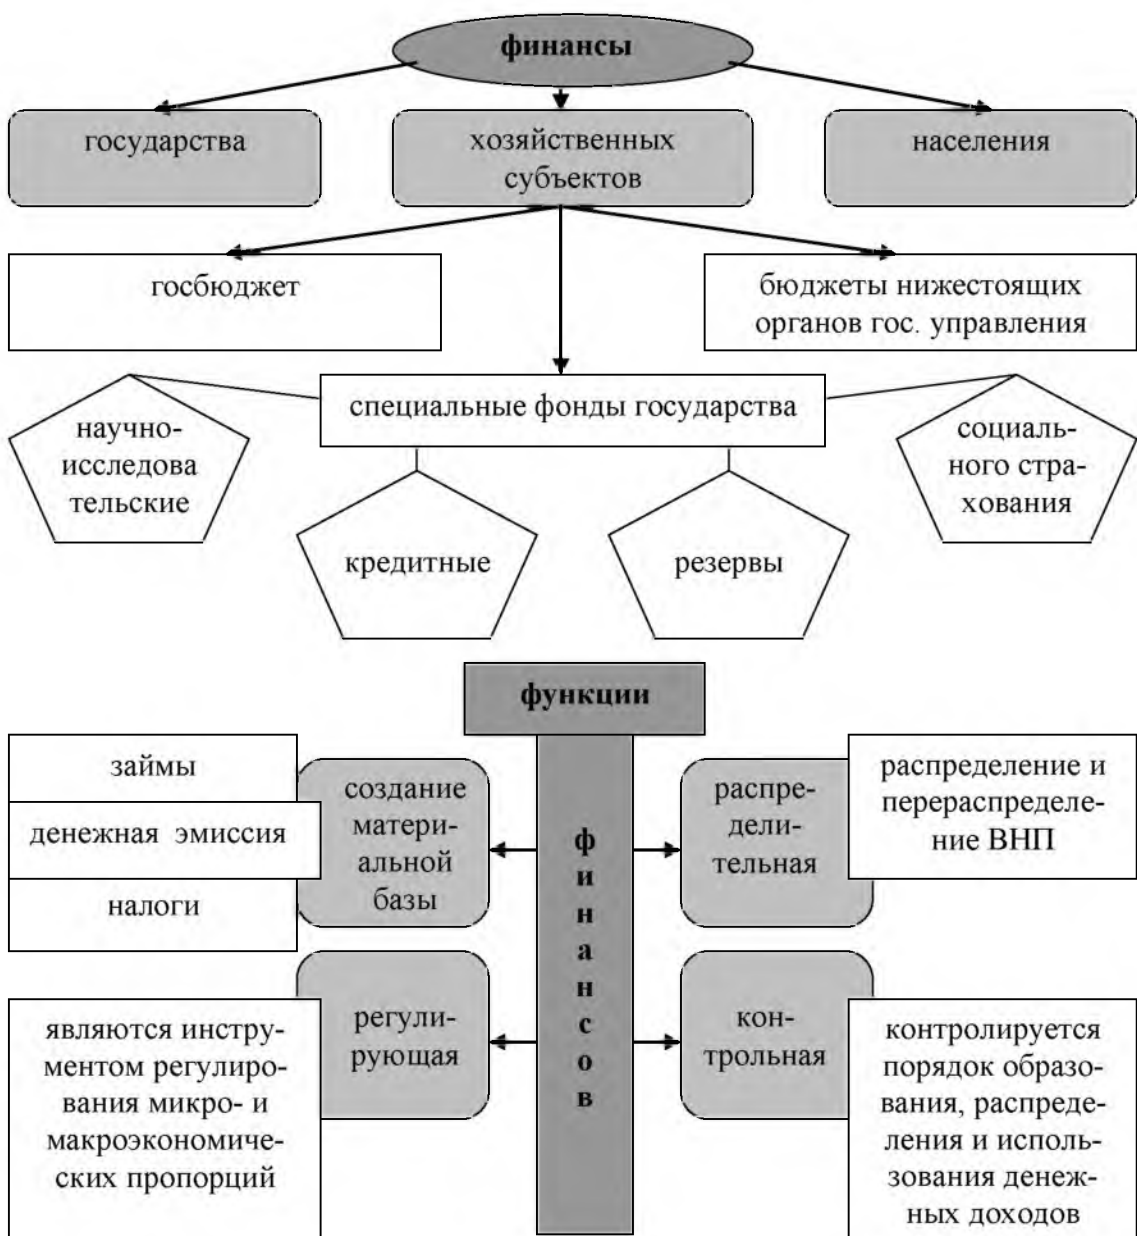 финансы
государства
хозяйственных
субъектов
населения
госбюджет
бюджеты нижестоящих
органов гос. управления
специальные фонды государства
научно-
исследова
тельские
кредитные
резервы
социаль-
ного стра-
хования
функции
финансов
займы
денежная эмиссия
налоги
создание
матери-
альной
базы
распре-
дели-
тельная
распределение и
перераспределе-
ние ВНП
являются инстру-
ментом регулиро-
вания микро- и
макроэкономиче-
ских пропорций
регули-
рующая
кон-
трольная
контролируется
порядок образо-
вания, распреде-
ления и исполь-
зования денеж-
ных доходов